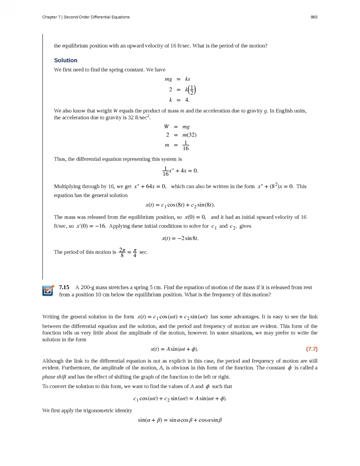 Chapter 7 | Second-Order Differential Equations 803
the equilibrium position with an upward velocity of 16 ft/sec. What is the period of the motion?
Solution
We first need to find the spring constant. We have
mg = ks
2 = k(1/2)
k = 4.
We also know that weight W equals the product of mass m and the acceleration due to gravity g. In English units,
the acceleration due to gravity is 32 ft/sec².
W = mg
2 = m(32)
m = 1/16
Thus, the differential equation representing this system is
1/16 x″ + 4x = 0.
Multiplying through by 16, we get x″ + 64x = 0, which can also be written in the form x″ + (8²)x = 0. This
equation has the general solution
x(t) = c₁ cos(8t) + c₂ sin(8t).
The mass was released from the equilibrium position, so x(0) = 0, and it had an initial upward velocity of 16
ft/sec, so x′(0) = −16. Applying these initial conditions to solve for c₁ and c₂ gives
x(t) = −2 sin 8t.
The period of this motion is 2π/8 = π/4 sec.
7.15 A 200-g mass stretches a spring 5 cm. Find the equation of motion of the mass if it is released from rest
from a position 10 cm below the equilibrium position. What is the frequency of this motion?
Writing the general solution in the form x(t) = c₁ cos(ωt) + c₂ sin(ωt) has some advantages. It is easy to see the link
between the differential equation and the solution, and the period and frequency of motion are evident. This form of the
function tells us very little about the amplitude of the motion, however. In some situations, we may prefer to write the
solution in the form
x(t) = A sin(ωt + ϕ). (7.7)
Although the link to the differential equation is not as explicit in this case, the period and frequency of motion are still
evident. Furthermore, the amplitude of the motion, A, is obvious in this form of the function. The constant ϕ is called a
phase shift and has the effect of shifting the graph of the function to the left or right.
To convert the solution to this form, we want to find the values of A and ϕ such that
c₁ cos(ωt) + c₂ sin(ωt) = A sin(ωt + ϕ).
We first apply the trigonometric identity
sin(α + β) = sin α cos β + cos α sin β